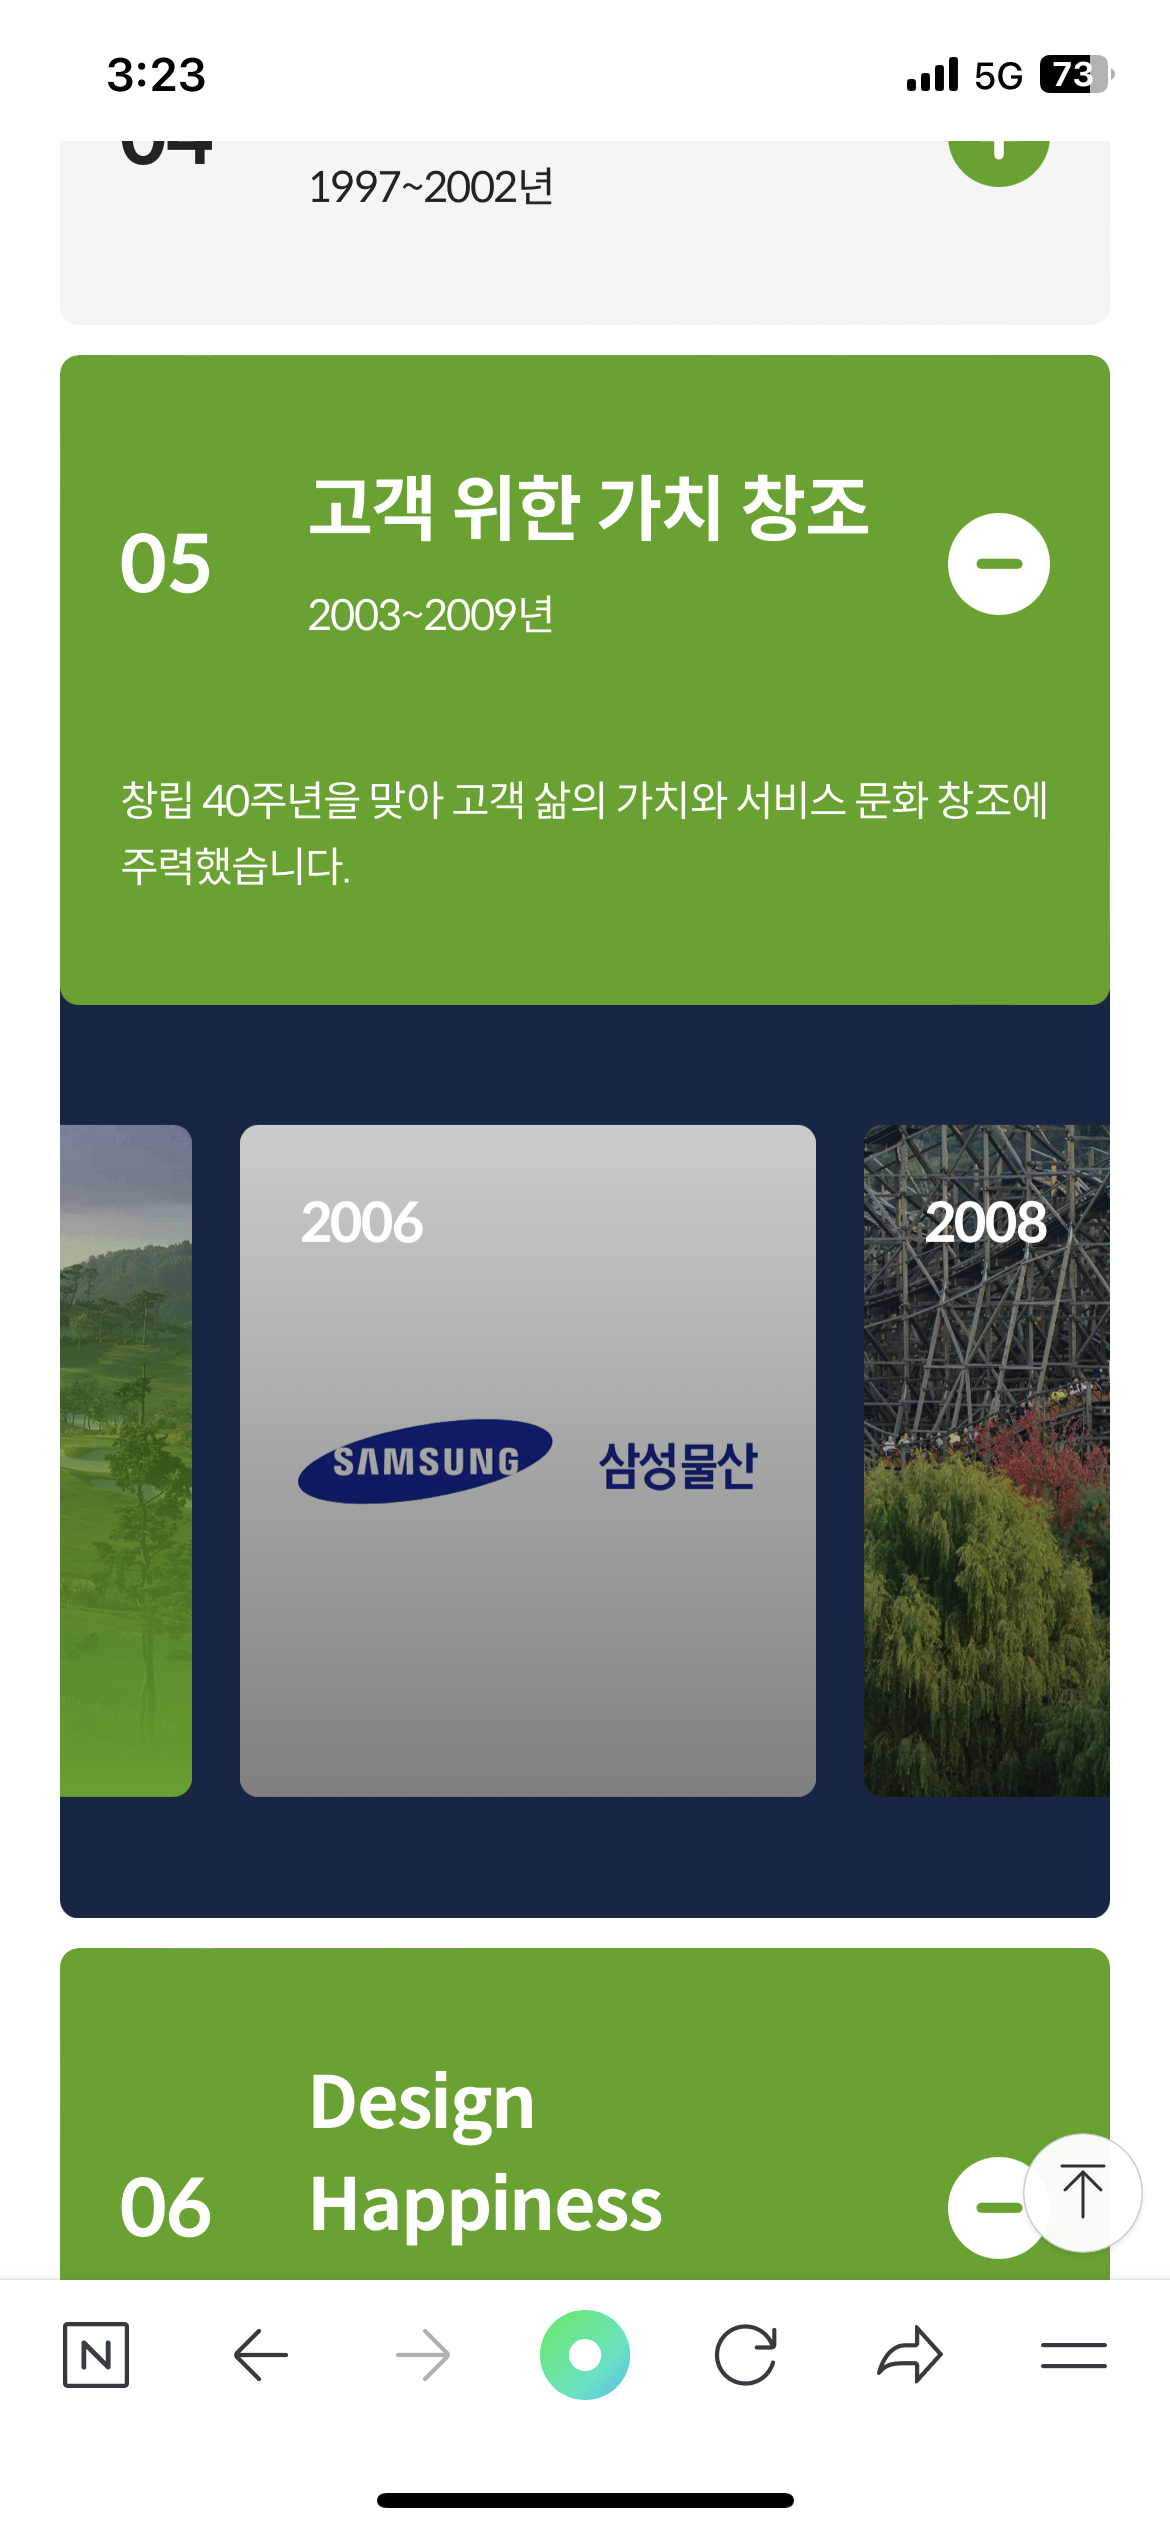 3:23
5G
73
04
1997~2002년
고객 위한 가치 창조
05
2003~2009년
창립 40주년을 맞아 고객 삶의 가치와 서비스 문화 창조에
주력했습니다.
2006
2008
SAMSUNG 삼성물산
Design
Happiness
06
N